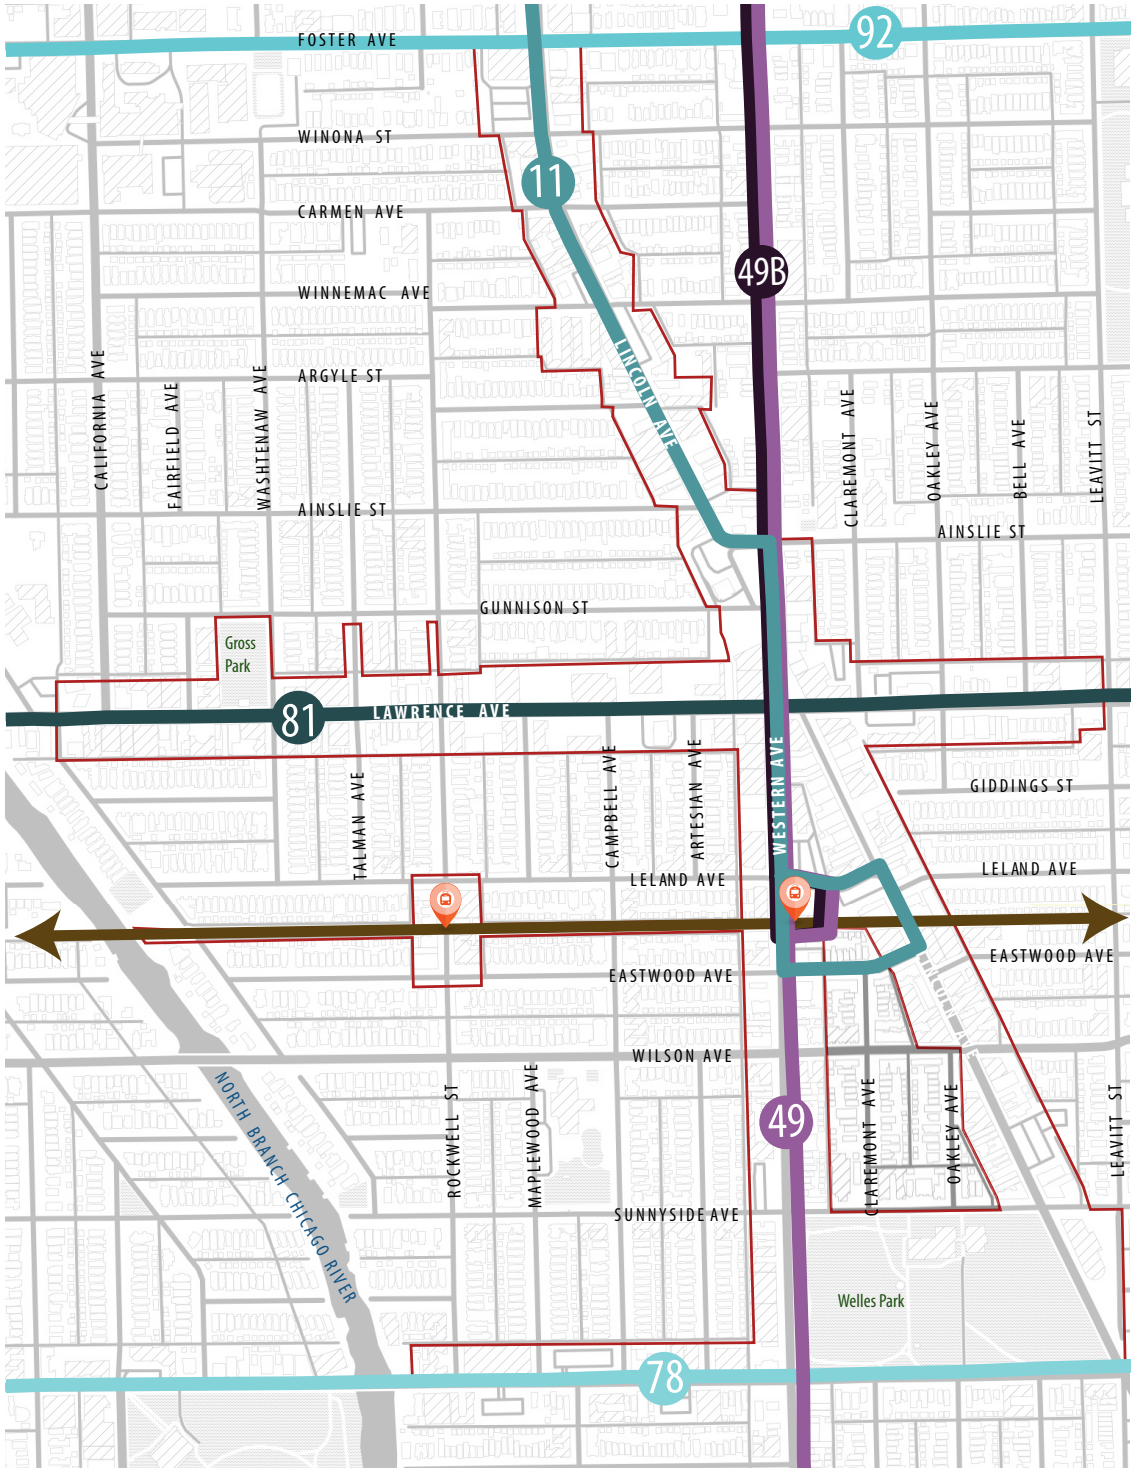 FOSTER AVE
92
WINONA ST
11
CARMEN AVE
49B
WINNEMAC AVE
LINCOLN AVE
ARGYLE ST
CALIFORNIA AVE
FAIRFIELD AVE
WASHTENAW AVE
CLAREMONT AVE
OAKLEY AVE
BELL AVE
LEAVITT ST
AINSLIE ST
AINSLIE ST
GUNNISON ST
Gross
Park
81
LAWRENCE AVE
WESTERN AVE
TALMAN AVE
CAMPBELL AVE
ARTESIAN AVE
GIDDINGS ST
LELAND AVE
LELAND AVE
EASTWOOD AVE
EASTWOOD AVE
LINCOLN AVE
WILSON AVE
NORTH BRANCH CHICAGO RIVER
ROCKWELL ST
MAPLEWOOD AVE
49
CLAREMONT AVE
OAKLEY AVE
LEAVITT ST
SUNNYSIDE AVE
Welles Park
78